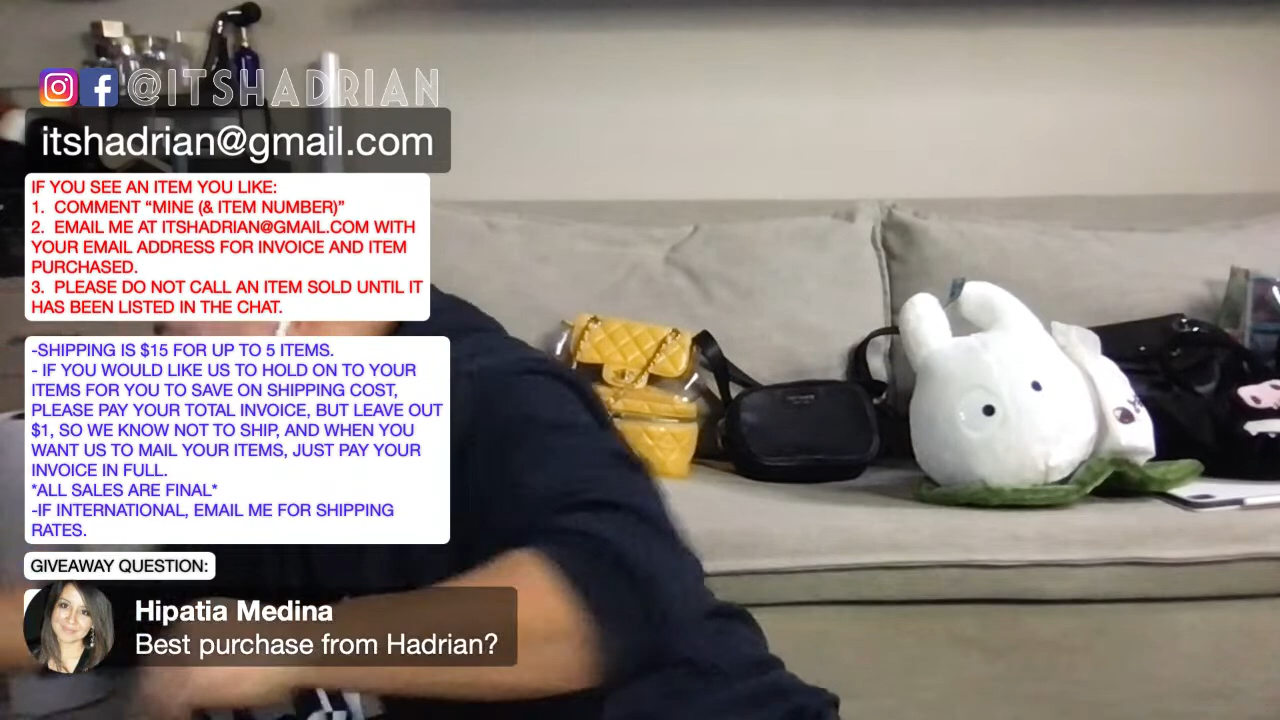 @ITSHADRIAN
itshadrian@gmail.com
IF YOU SEE AN ITEM YOU LIKE:
1. COMMENT “MINE (& ITEM NUMBER)”
2. EMAIL ME AT ITSHADRIAN@GMAIL.COM WITH
YOUR EMAIL ADDRESS FOR INVOICE AND ITEM
PURCHASED.
3. PLEASE DO NOT CALL AN ITEM SOLD UNTIL IT
HAS BEEN LISTED IN THE CHAT.
-SHIPPING IS $15 FOR UP TO 5 ITEMS.
- IF YOU WOULD LIKE US TO HOLD ON TO YOUR
ITEMS FOR YOU TO SAVE ON SHIPPING COST,
PLEASE PAY YOUR TOTAL INVOICE, BUT LEAVE OUT
$1, SO WE KNOW NOT TO SHIP, AND WHEN YOU
WANT US TO MAIL YOUR ITEMS, JUST PAY YOUR
INVOICE IN FULL.
*ALL SALES ARE FINAL*
-IF INTERNATIONAL, EMAIL ME FOR SHIPPING
RATES.
GIVEAWAY QUESTION:
Hipatia Medina
Best purchase from Hadrian?